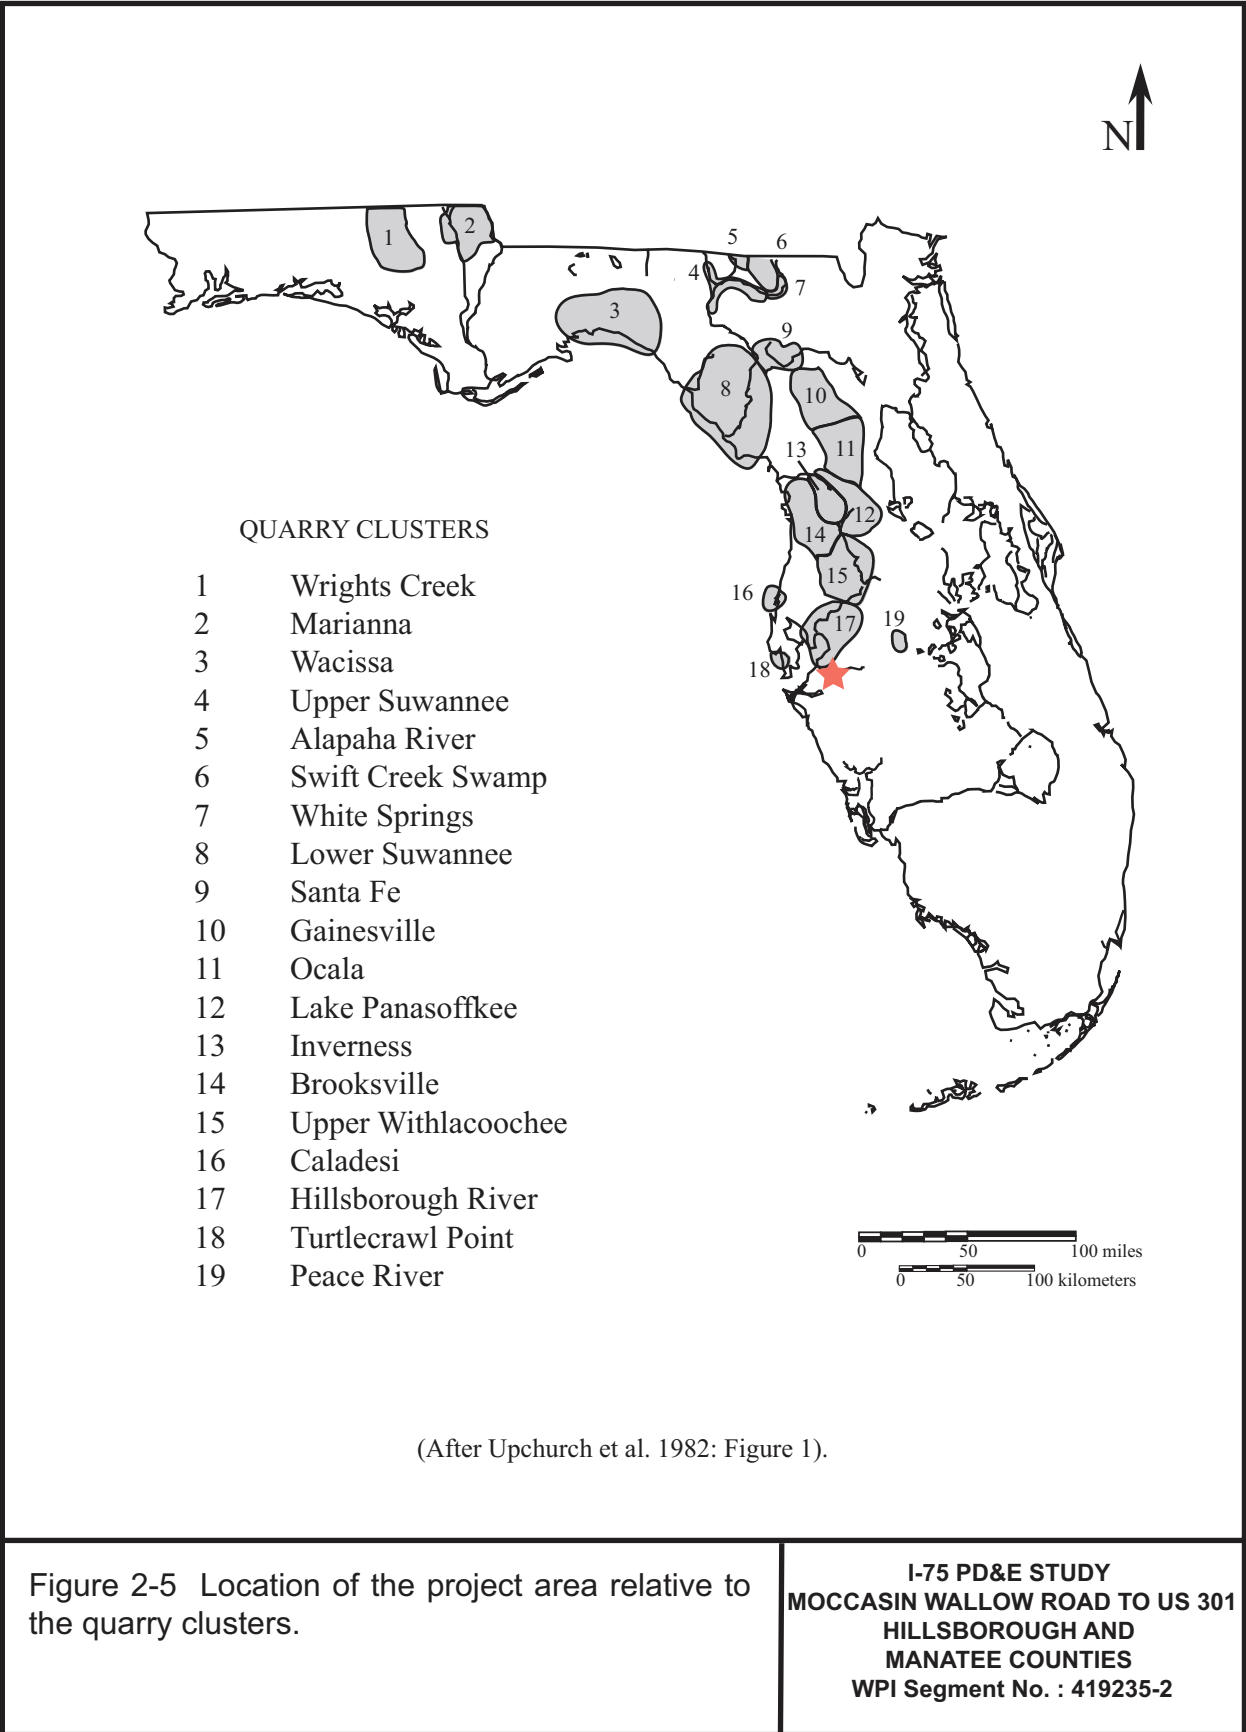 N
1
2
3
4
5
6
7
8
9
10
11
12
13
14
15
16
17
18
19
QUARRY CLUSTERS
1 Wrights Creek
2 Marianna
3 Wacissa
4 Upper Suwannee
5 Alapaha River
6 Swift Creek Swamp
7 White Springs
8 Lower Suwannee
9 Santa Fe
10 Gainesville
11 Ocala
12 Lake Panasoffkee
13 Inverness
14 Brooksville
15 Upper Withlacoochee
16 Caladesi
17 Hillsborough River
18 Turtlecrawl Point
19 Peace River
0 50 100 miles
0 50 100 kilometers
(After Upchurch et al. 1982: Figure 1).
Figure 2-5 Location of the project area relative to
the quarry clusters.
I-75 PD&E STUDY
MOCCASIN WALLOW ROAD TO US 301
HILLSBOROUGH AND
MANATEE COUNTIES
WPI Segment No. : 419235-2